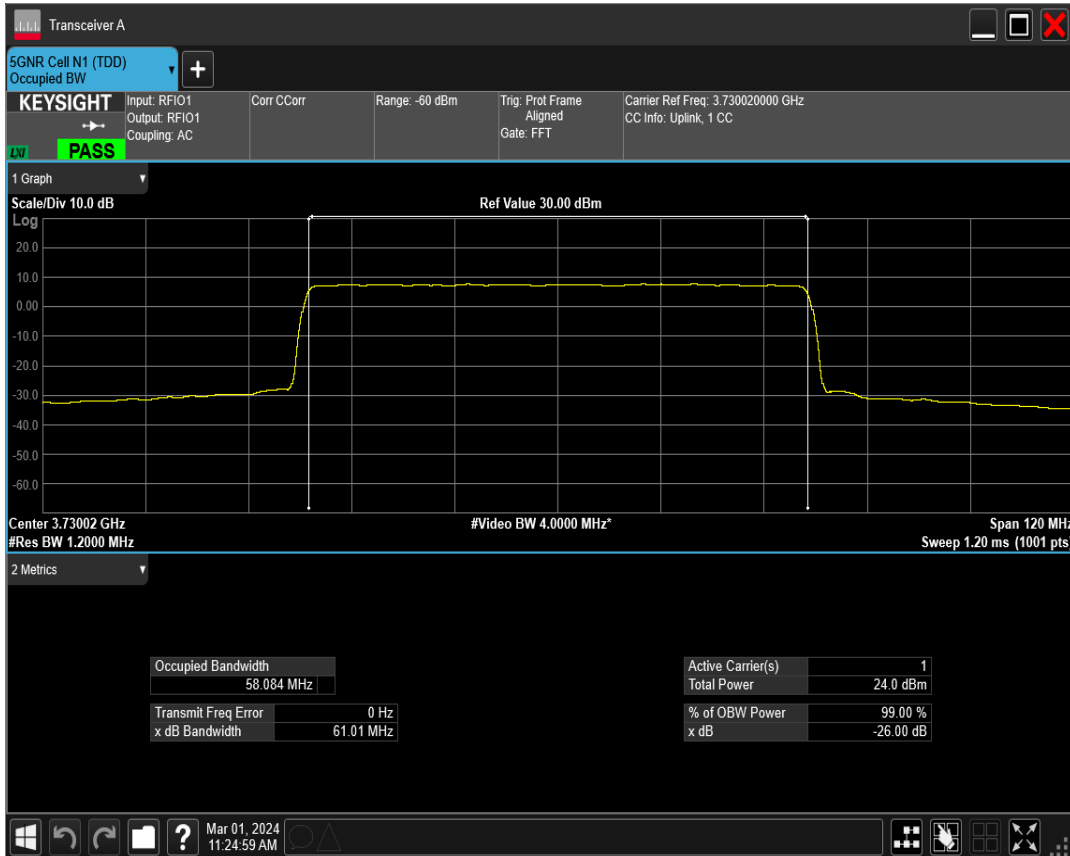 Transceiver A
5GNR Cell N1 (TDD)
Occupied BW
+
KEYSIGHT
LXI
PASS
Input: RFIO1
Output: RFIO1
Coupling: AC
Corr CCorr
Range: -60 dBm
Trig: Prot Frame
Aligned
Gate: FFT
Carrier Ref Freq: 3.730020000 GHz
CC Info: Uplink, 1 CC
1 Graph
Scale/Div 10.0 dB
Ref Value 30.00 dBm
Log
20.0
10.0
0.00
-10.0
-20.0
-30.0
-40.0
-50.0
-60.0
Center 3.73002 GHz
#Video BW 4.0000 MHz*
Span 120 MHz
#Res BW 1.2000 MHz
Sweep 1.20 ms (1001 pts)
2 Metrics
Occupied Bandwidth
58.084 MHz
Transmit Freq Error 0 Hz
x dB Bandwidth 61.01 MHz
Active Carrier(s) 1
Total Power 24.0 dBm
% of OBW Power 99.00 %
x dB -26.00 dB
?
Mar 01, 2024
11:24:59 AM